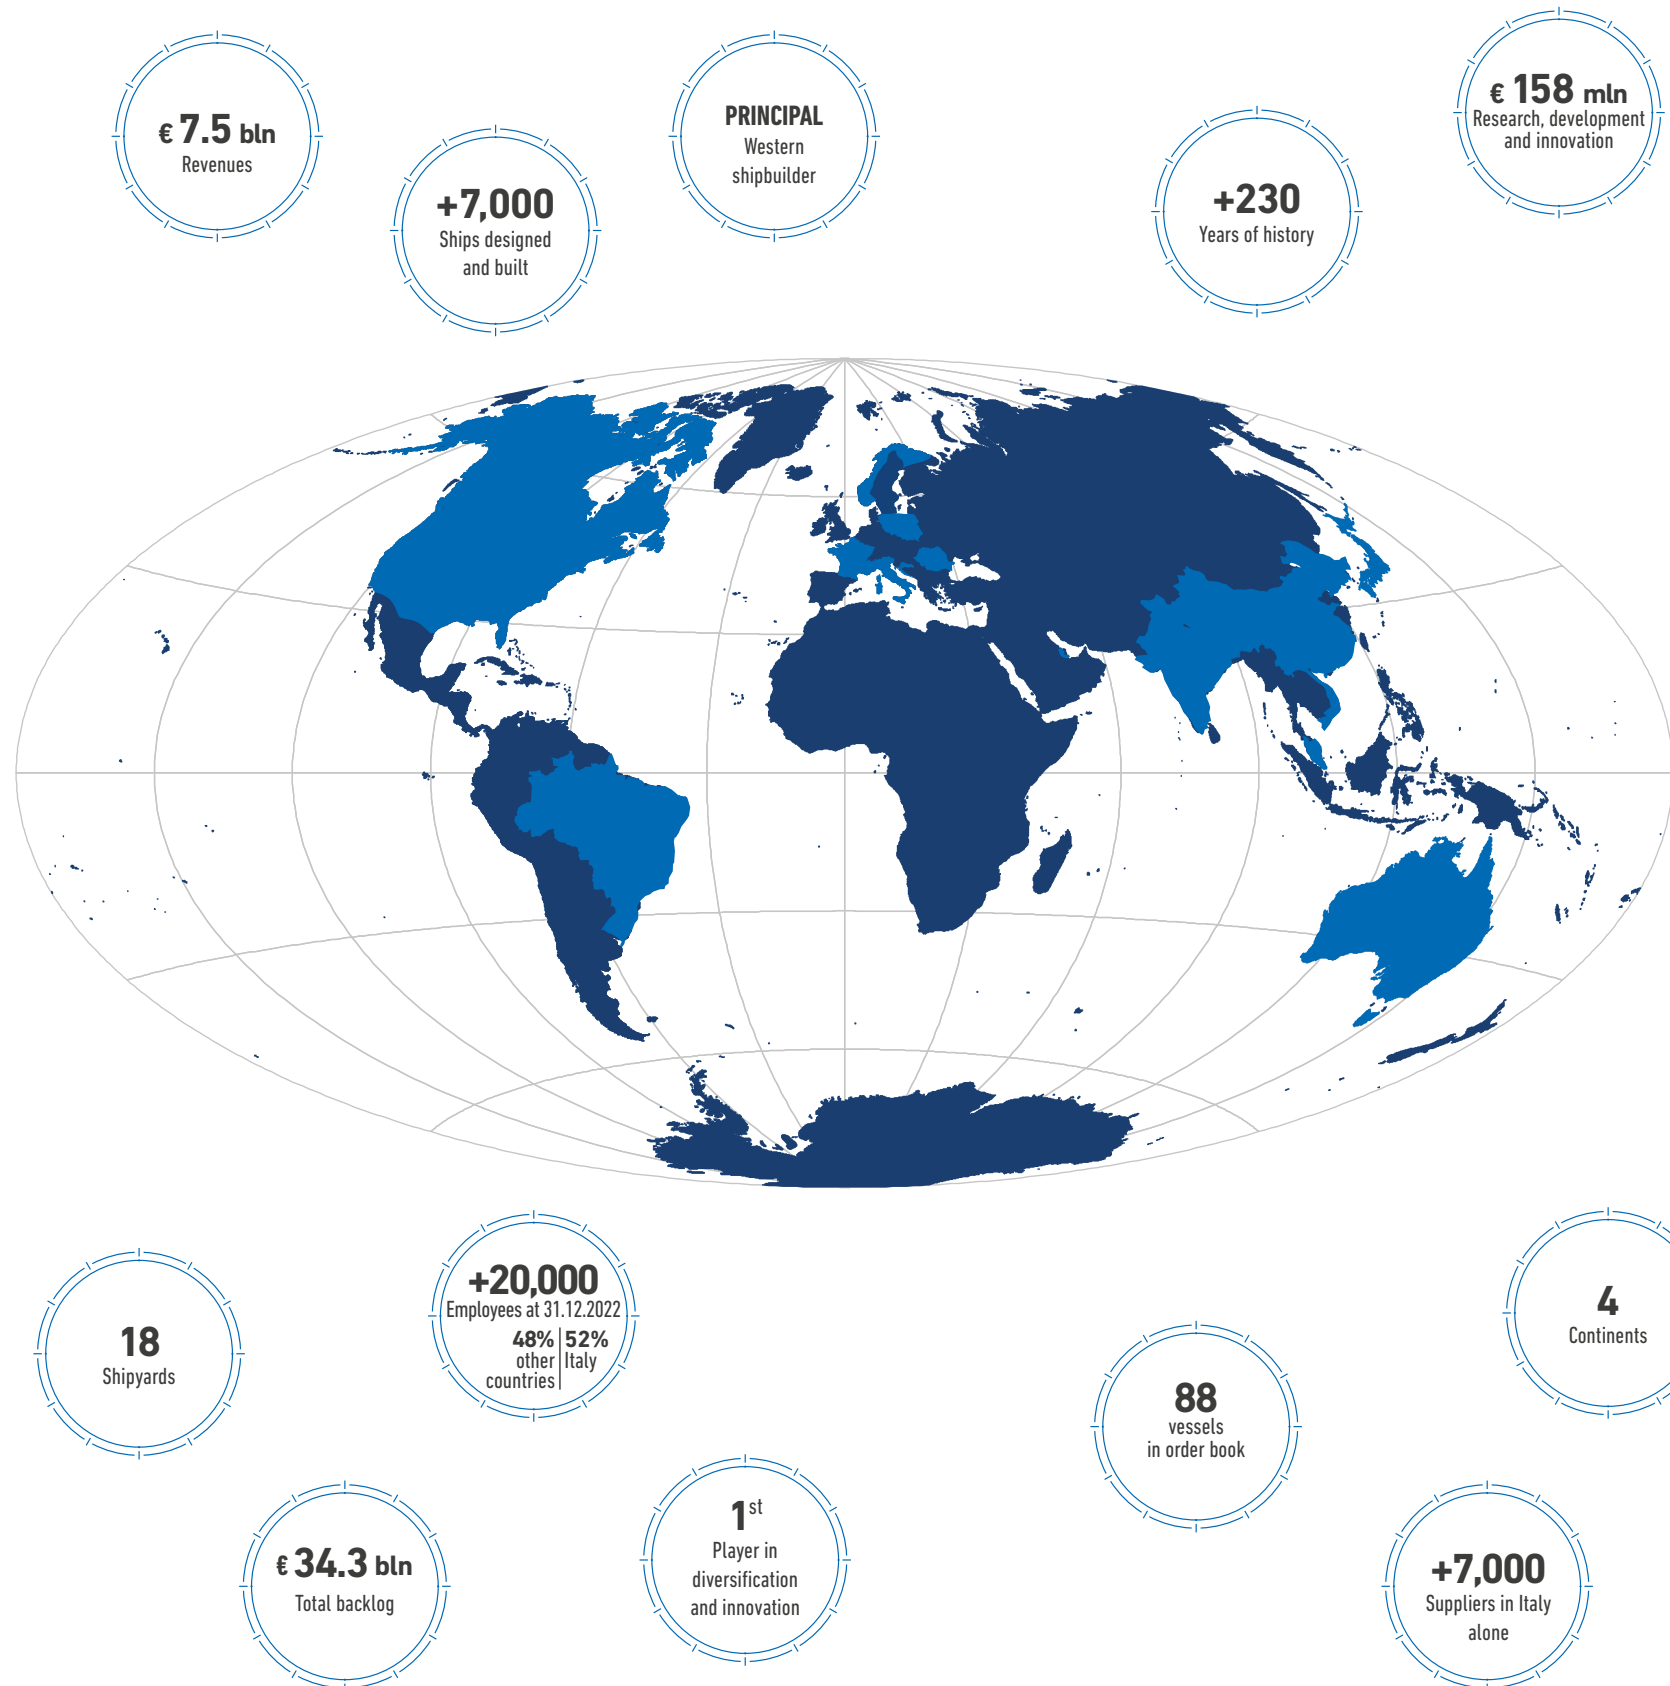 € 7.5 bln
Revenues
+7,000
Ships designed
and built
PRINCIPAL
Western
shipbuilder
+230
Years of history
€ 158 mln
Research, development
and innovation
18
Shipyards
+20,000
Employees at 31.12.2022
48% 52%
other Italy
countries
4
Continents
88
vessels
in order book
€ 34.3 bln
Total backlog
1st
Player in
diversification
and innovation
+7,000
Suppliers in Italy
alone